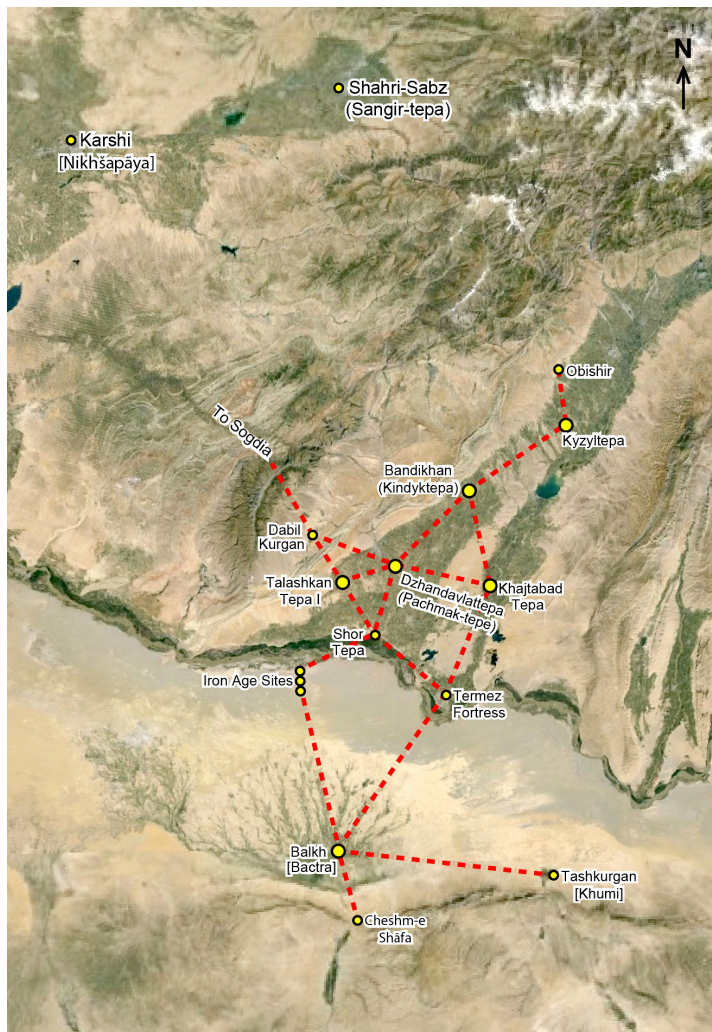 N
Shahri-Sabz
(Sangir-tepa)
Karshi
[Nikhšapāya]
Obishir
To Sogdia
Kyzyltepa
Bandikhan
(Kindyktepa)
Dabil
Kurgan
Talashkan
Tepa I
Dzhandavlattepa
(Pachmak-tepe)
Khajtabad
Tepa
Shor
Tepa
Iron Age Sites
Termez
Fortress
Balkh
[Bactra]
Tashkurgan
[Khumi]
Cheshm-e
Shāfa